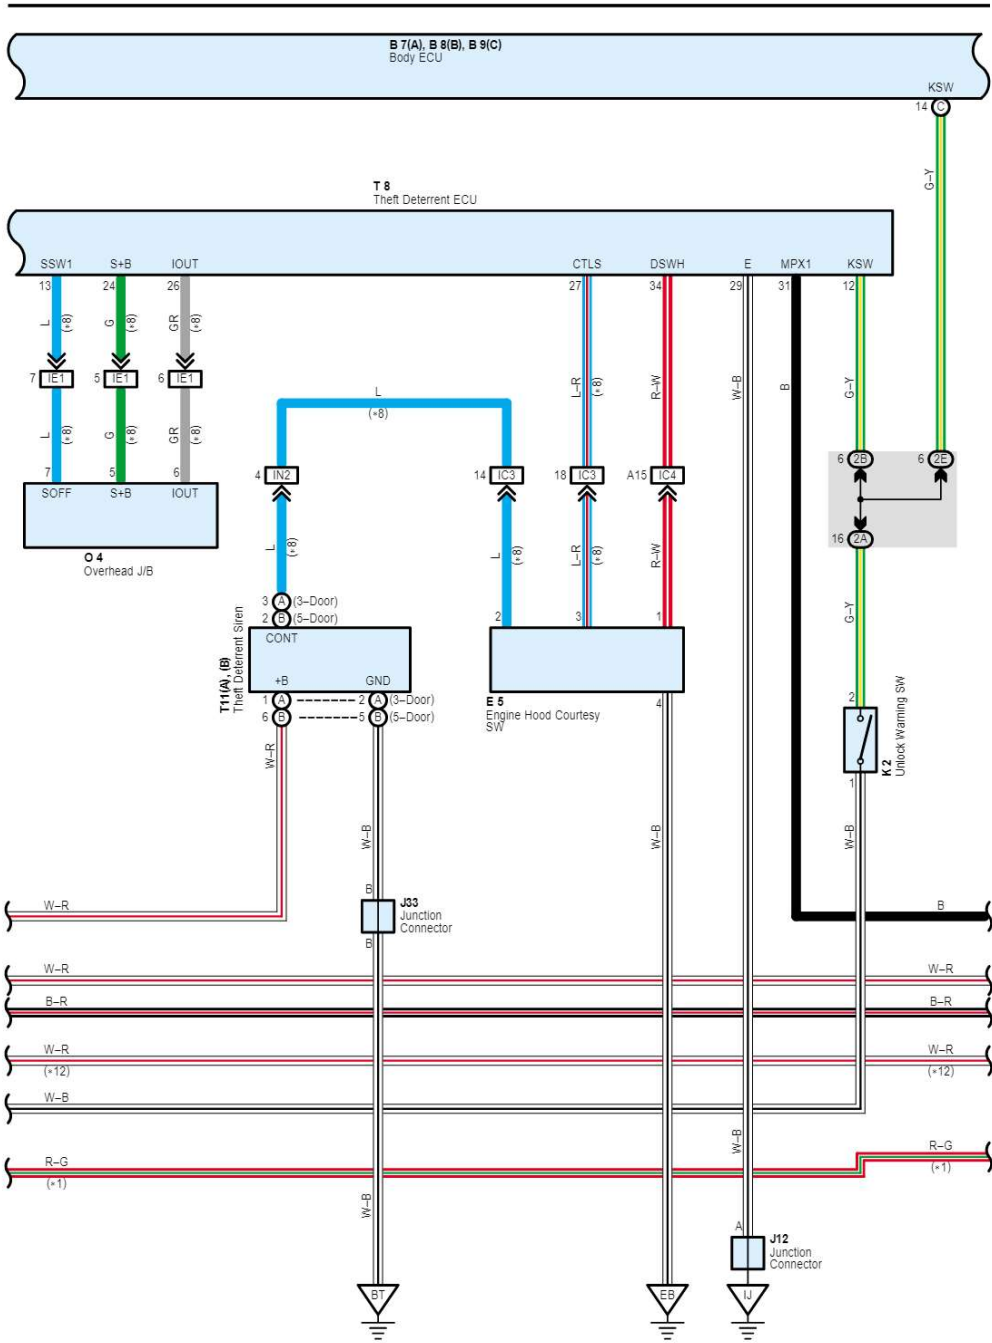 B 7(A), B 8(B), B 9(C)
Body ECU
KSW
14 C
G–Y
T 8
Theft Deterrent ECU
SSW1 S+B IOUT CTLS DSWH E MPX1 KSW
13 24 26 27 34 29 31 12
L (*8) G (*8) GR (*8) L–R (*8) R–W W–B B G–Y
7 IE1 5 IE1 6 IE1
L (*8) G (*8) GR (*8)
L
(*8)
6 2B 6 2E
7 5 6
4 IN2 14 IC3 18 IC3 A15 IC4
SOFF S+B IOUT
16 2A
O 4
Overhead J/B
L (*8) L (*8) L–R (*8) R–W
G–Y
3 A (3–Door)
2 B (5–Door)
2 3 1
CONT
T11(A), (B)
Theft Deterrent Siren
+B GND
1 A 2 A (3–Door)
6 B 5 B (5–Door)
E 5
Engine Hood Courtesy
SW
4
2
K 2
Unlock Warning SW
1
W–R
W–B W–B W–B
B
J33
Junction
Connector
B
W–R B
W–R W–R
B–R B–R
W–R W–R
(*12) (*12)
W–B
W–B
R–G R–G
(*1) (*1)
W–B
A
J12
Junction
Connector
BT EB IJ